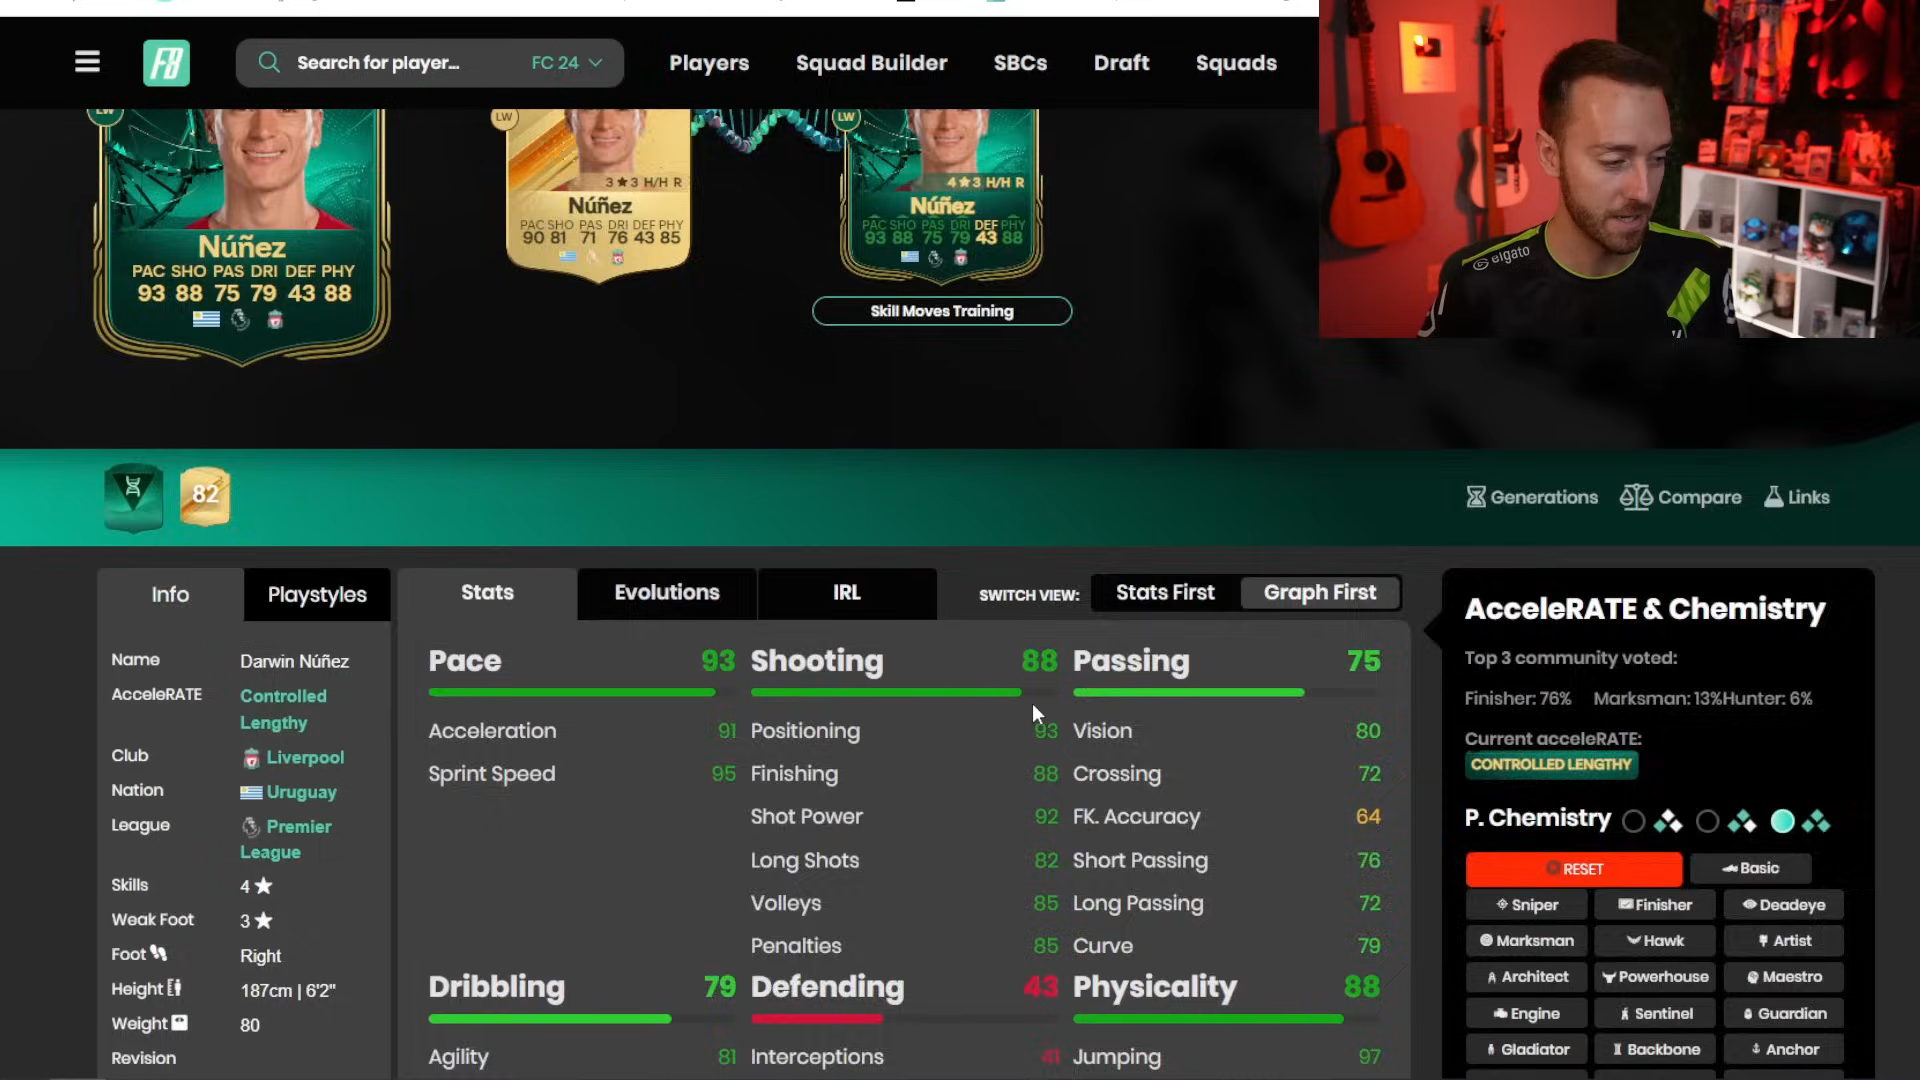 F8 Search for player... FC 24 Players Squad Builder SBCs Draft Squads
LW
Núñez
PAC SHO PAS DRI DEF PHY
93 88 75 79 43 88
LW
3★3 H/H R
Núñez
PAC SHO PAS DRI DEF PHY
90 81 71 76 43 85
LW
4★3 H/H R
Núñez
PAC SHO PAS DRI DEF PHY
93 88 75 79 43 88
Skill Moves Training
elgato
82
Generations Compare Links
Info Playstyles
Name Darwin Núñez
AcceleRATE Controlled
Lengthy
Club Liverpool
Nation Uruguay
League Premier
League
Skills 4★
Weak Foot 3★
Foot Right
Height 187cm | 6'2"
Weight 80
Revision
Stats Evolutions IRL SWITCH VIEW: Stats First Graph First
Pace 93 Shooting 88 Passing 75
Acceleration 91 Positioning 93 Vision 80
Sprint Speed 95 Finishing 88 Crossing 72
Shot Power 92 FK. Accuracy 64
Long Shots 82 Short Passing 76
Volleys 85 Long Passing 72
Penalties 85 Curve 79
Dribbling 79 Defending 43 Physicality 88
Agility 81 Interceptions 41 Jumping 97
AcceleRATE & Chemistry
Top 3 community voted:
Finisher: 76% Marksman: 13%Hunter: 6%
Current acceleRATE:
CONTROLLED LENGTHY
P. Chemistry
RESET Basic
Sniper Finisher Deadeye
Marksman Hawk Artist
Architect Powerhouse Maestro
Engine Sentinel Guardian
Gladiator Backbone Anchor